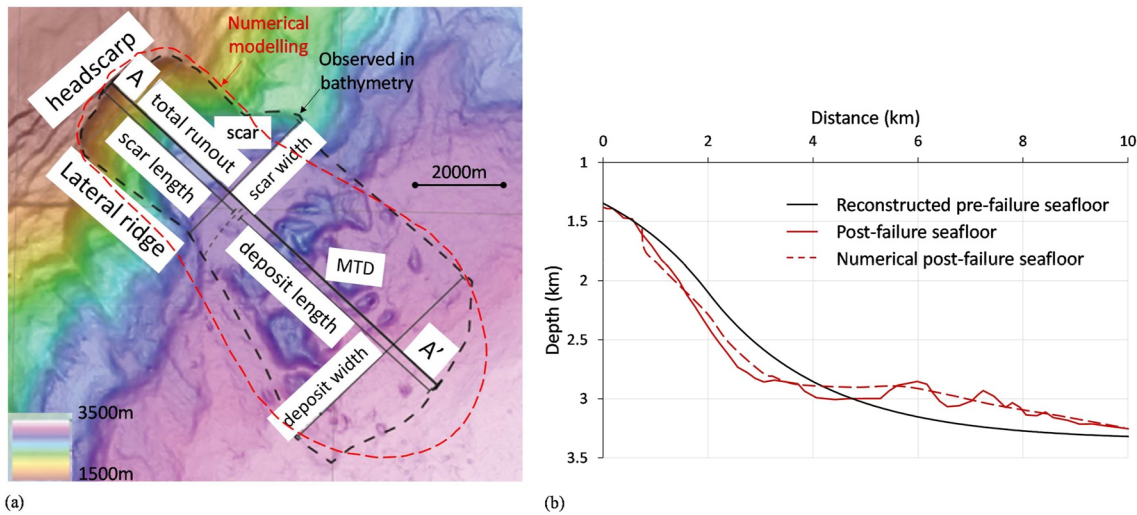 Numerical
modelling
Observed in
bathymetry
headscarp
A
total runout
scar
scar length
scar width
2000m
Lateral ridge
MTD
deposit length
A’
deposit width
3500m
1500m
(a)
Distance (km)
0 2 4 6 8 10
1
1.5
2
2.5
3
3.5
Depth (km)
Reconstructed pre-failure seafloor
Post-failure seafloor
Numerical post-failure seafloor
(b)